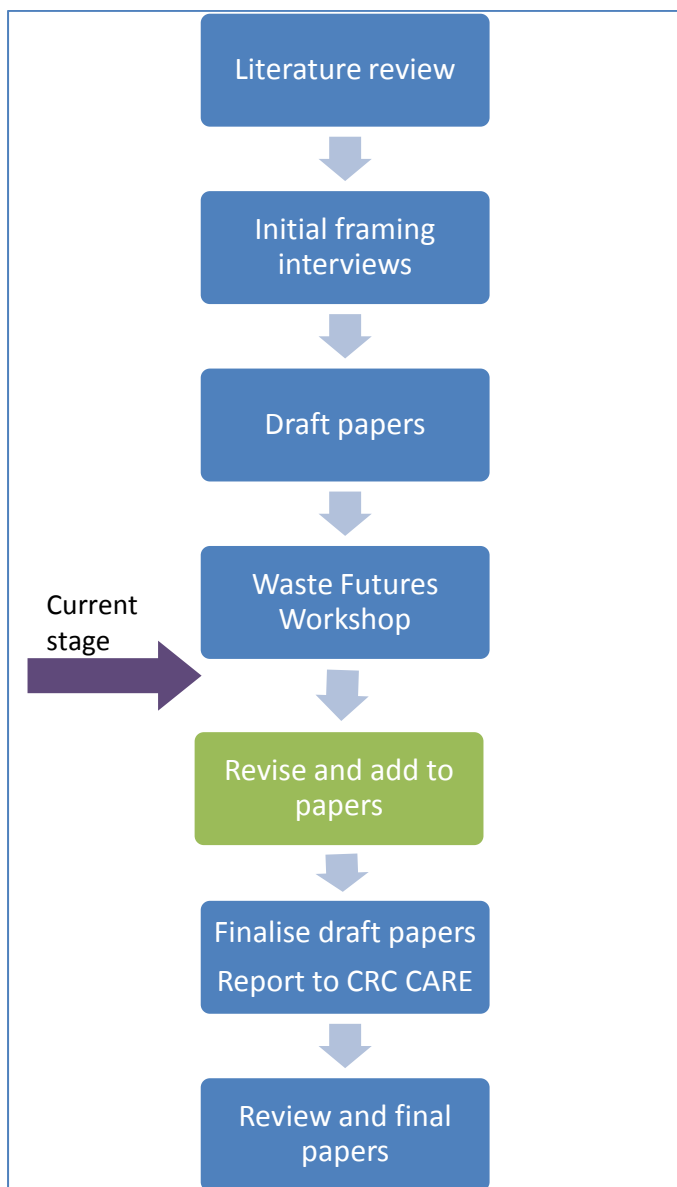 Literature review
Initial framing
interviews
Draft papers
Waste Futures
Workshop
Current
stage
Revise and add to
papers
Finalise draft papers
Report to CRC CARE
Review and final
papers